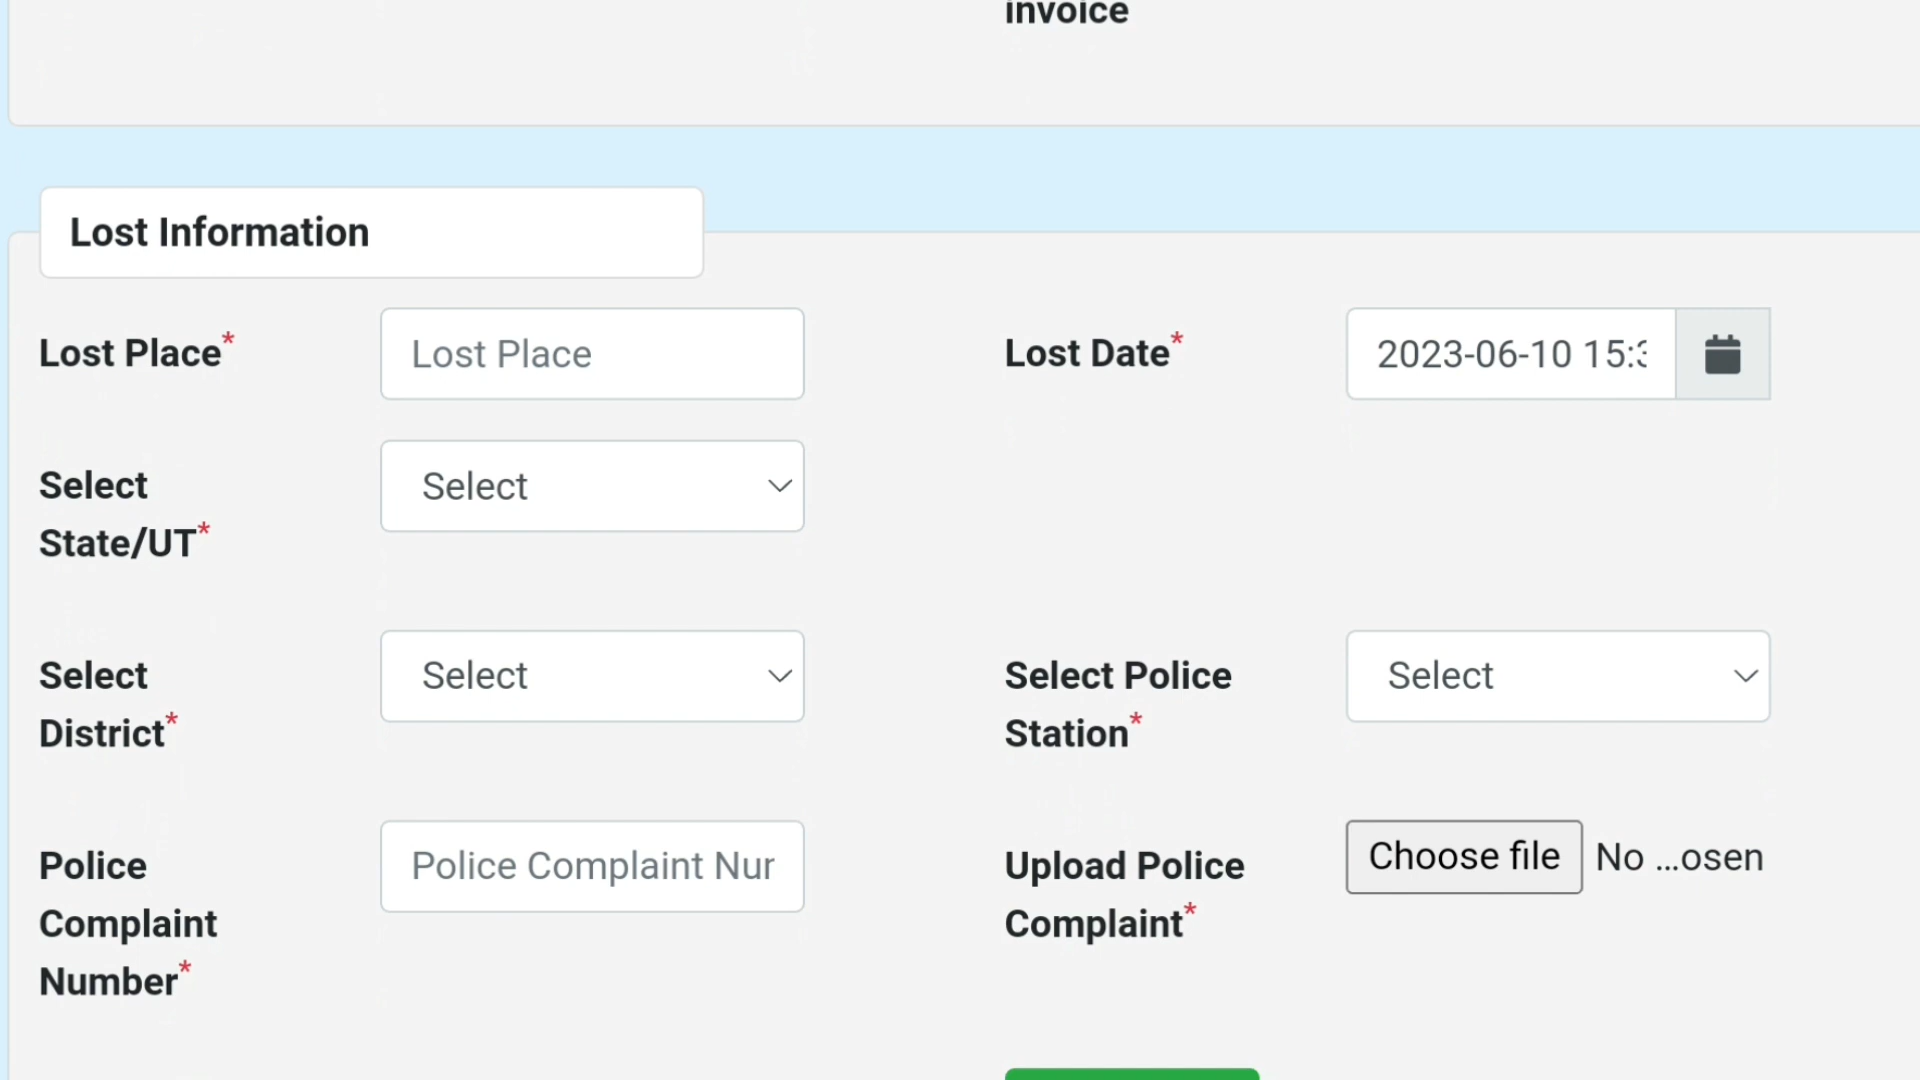 invoice
Lost Information
Lost Place*
Lost Place
Lost Date*
2023-06-10 15:3
Select
State/UT*
Select
Select
District*
Select
Select Police
Station*
Select
Police
Complaint
Number*
Police Complaint Nur
Upload Police
Complaint*
Choose file No ...osen